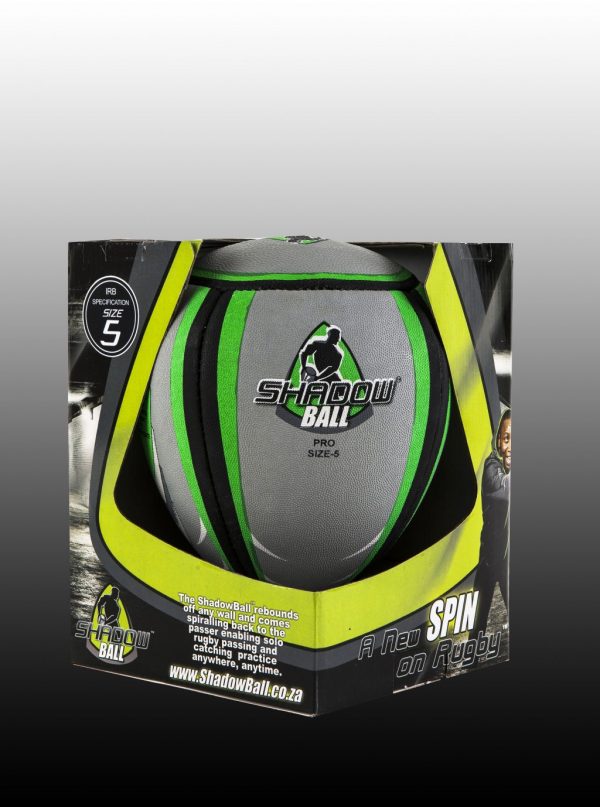 IRB
SPECIFICATION
SIZE
5
SHADOW
BALL
PRO
SIZE-5
The ShadowBall rebounds
off any wall and comes
spiralling back to the
passer enabling solo
rugby passing and
catching practice
anywhere, anytime.
www.ShadowBall.co.za
SHADOW
BALL
A New SPIN
on Rugby™